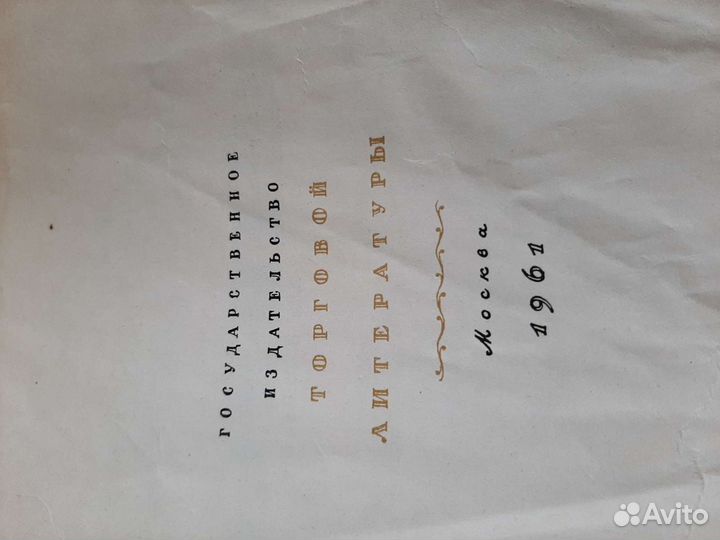 ГОСУДАРСТВЕННОЕ
ИЗДАТЕЛЬСТВО
ТОРГОВОЙ
ЛИТЕРАТУРЫ
Москва
1961
Avito